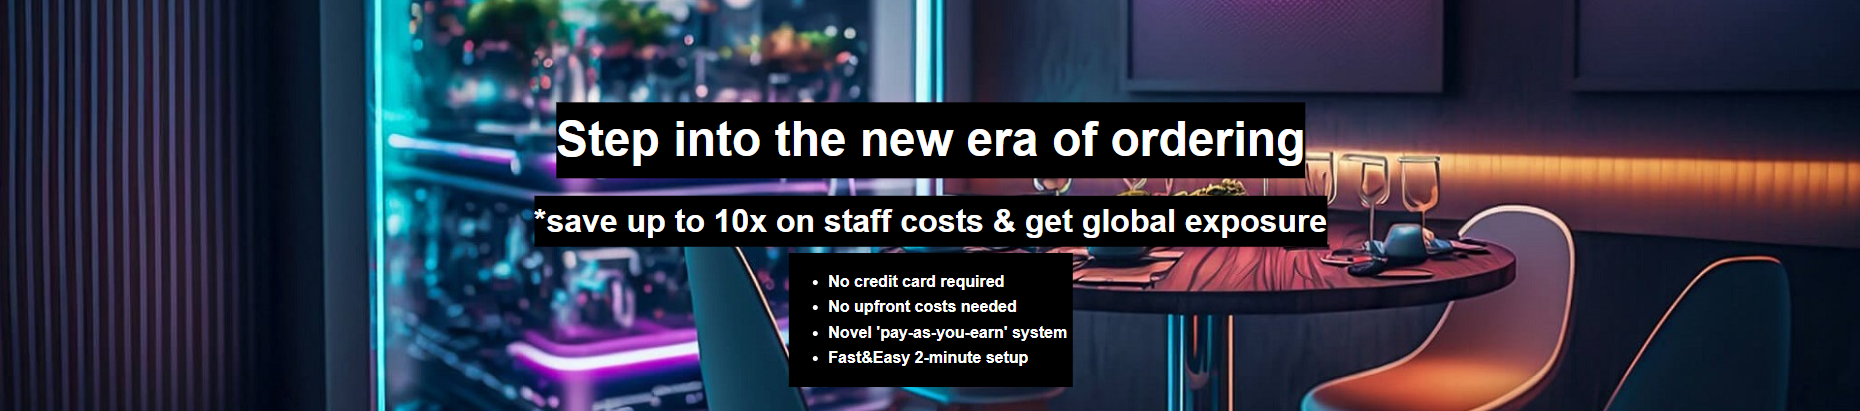 Step into the new era of ordering
*save up to 10x on staff costs & get global exposure
• No credit card required
• No upfront costs needed
• Novel 'pay-as-you-earn' system
• Fast&Easy 2-minute setup